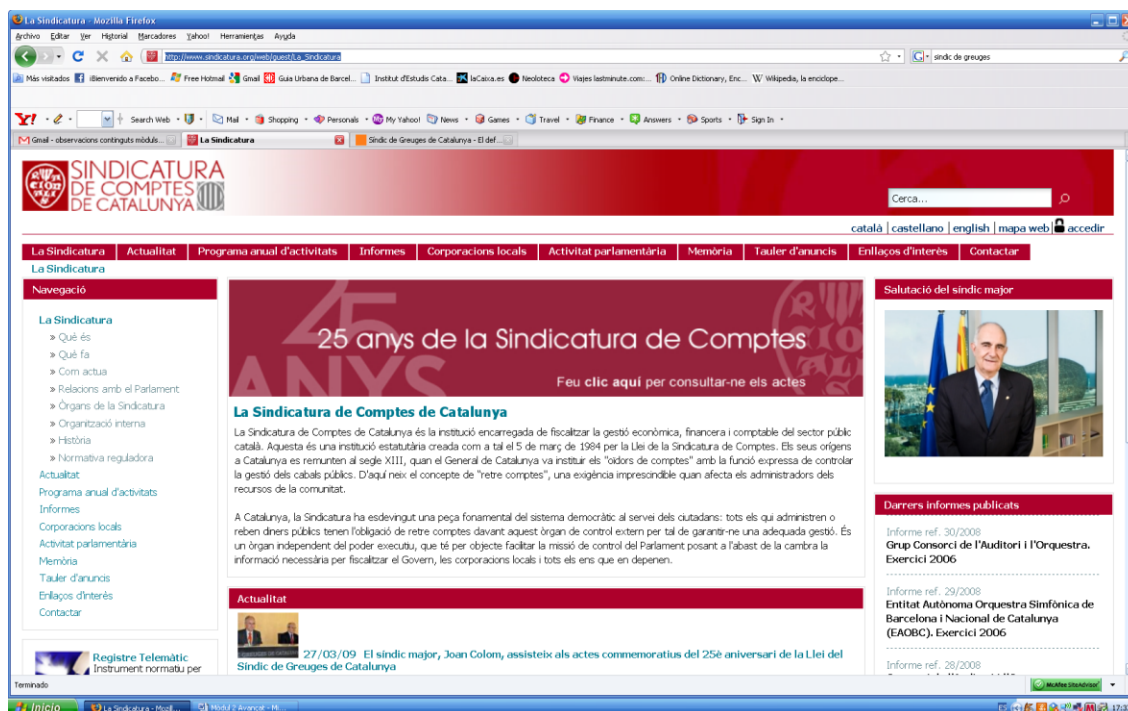 La Sindicatura - Mozilla Firefox
Archivo Editar Ver Historial Marcadores Yahoo! Herramientas Ayuda
http://www.sindicatura.org/web/guest/La_Sindicatura
sindic de greuges
Más visitados iBienvenido a Facebo... Free Hotmail Gmail Guia Urbana de Barcel... Institut d'Estudis Cata... laCaixa.es Neoloteca Viajes lastminute.com:... Online Dictionary, Enc... Wikipedia, la enciclope...
Y! Search Web Mail Shopping Personals My Yahoo! News Games Travel Finance Answers Sports Sign In
Gmail - observacions continguts mòduls... La Sindicatura Síndic de Greuges de Catalunya - El def...
SINDICATURA
DE COMPTES
DE CATALUNYA
Cerca...
català | castellano | english | mapa web accedir
La Sindicatura Actualitat Programa anual d'activitats Informes Corporacions locals Activitat parlamentària Memòria Tauler d'anuncis Enllaços d'interès Contactar
La Sindicatura
Navegació
La Sindicatura
» Què és
» Què fa
» Com actua
» Relacions amb el Parlament
» Òrgans de la Sindicatura
» Organització interna
» Història
» Normativa reguladora
Actualitat
Programa anual d'activitats
Informes
Corporacions locals
Activitat parlamentària
Memòria
Tauler d'anuncis
Enllaços d'interès
Contactar
Registre Telemàtic
Instrument normatiu per
25 ANYS
25 anys de la Sindicatura de Comptes
Feu clic aquí per consultar-ne els actes
La Sindicatura de Comptes de Catalunya
La Sindicatura de Comptes de Catalunya és la institució encarregada de fiscalitzar la gestió econòmica, financera i comptable del sector públic
català. Aquesta és una institució estatutària creada com a tal el 5 de març de 1984 per la Llei de la Sindicatura de Comptes. Els seus orígens
a Catalunya es remunten al segle XIII, quan el General de Catalunya va instituir els "oïdors de comptes" amb la funció expressa de controlar
la gestió dels cabals públics. D'aquí neix el concepte de "retre comptes", una exigència imprescindible quan afecta els administradors dels
recursos de la comunitat.
A Catalunya, la Sindicatura ha esdevingut una peça fonamental del sistema democràtic al servei dels ciutadans: tots els qui administren o
reben diners públics tenen l'obligació de retre comptes davant aquest òrgan de control extern per tal de garantir-ne una adequada gestió. És
un òrgan independent del poder executiu, que té per objecte facilitar la missió de control del Parlament posant a l'abast de la cambra la
informació necessària per fiscalitzar el Govern, les corporacions locals i tots els ens que en depenen.
Actualitat
27/03/09 El síndic major, Joan Colom, assisteix als actes commemoratius del 25è aniversari de la Llei del
Síndic de Greuges de Catalunya
Salutació del síndic major
Darrers informes publicats
Informe ref. 30/2008
Grup Consorci de l'Auditori i l'Orquestra.
Exercici 2006
Informe ref. 29/2008
Entitat Autònoma Orquestra Simfònica de
Barcelona i Nacional de Catalunya
(EAOBC). Exercici 2006
Informe ref. 28/2008
Terminado
McAfee SiteAdvisor
Inicio La Sindicatura - Mozill... Mòdul 2 Avançat - Mi...